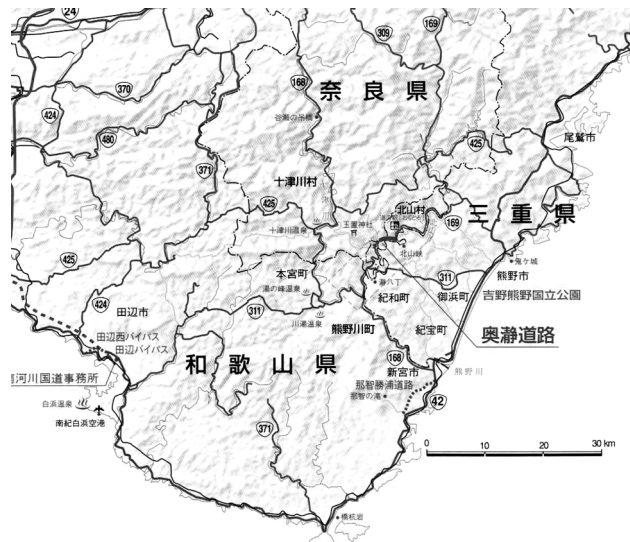 24
169
309
168
奈良県
370
谷瀬の吊橋
424
尾鷲市
480
425
371
十津川村
北山村
425
169
三重県
十津川温泉
玉置神社
北山峡
鬼ケ城
425
本宮町
瀞八丁
311
熊野市
湯の峰温泉
紀和町
御浜町
吉野熊野国立公園
424
田辺市
311
川湯温泉
熊野川町
紀宝町
奥瀞道路
田辺西バイパス
田辺バイパス
和歌山県
168
新宮市
熊野川
河川国道事務所
那智勝浦道路
白浜温泉
那智の滝
42
南紀白浜空港
371
0 10 20 30 km
橋杭岩